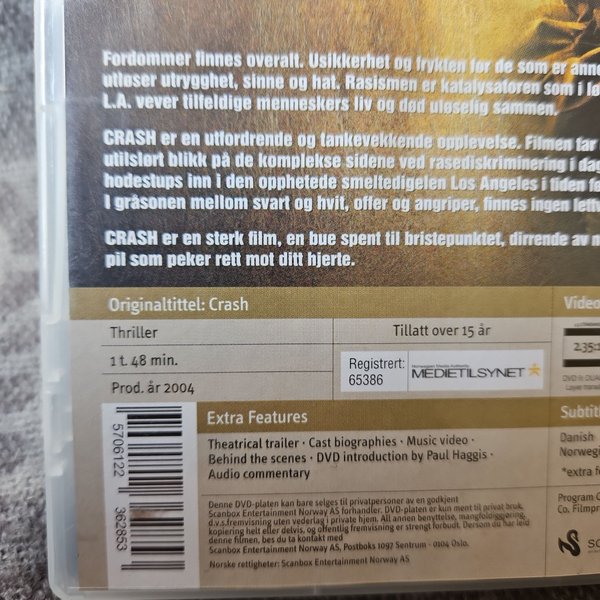 Fordommer finnes overalt. Usikkerhet og frykten for de som er
utløser utrygghet, sinne og hat. Rasismen er katalysatoren som i
L.A. vever tilfeldige menneskers liv og død uløselig sammen.
CRASH er en utfordrende og tankevekkende opplevelse. Filmen tar
utilslørt blikk på de komplekse sidene ved rasediskriminering i
hodestups inn i den opphetede smeltedigelen Los Angeles i tiden
I gråsonen mellom svart og hvit, offer og angriper, finnes ingen
CRASH er en sterk film, en bue spent til bristepunktet, dirrende av
pil som peker rett mot ditt hjerte.
Originaltittel: Crash
Video
Thriller
Tillatt over 15 år
1 t. 48 min.
Prod. år 2004
Registrert:
65386
Norwegian Media Authority
MEDIETILSYNET
2.35:1
Extra Features
Theatrical trailer · Cast biographies · Music video ·
Behind the scenes · DVD introduction by Paul Haggis ·
Audio commentary
Danish
*extra
Program
Co.
5706122 362853
Denne DVD-platen kan bare selges til privatpersoner av en godkjent
Scanbox Entertainment Norway AS forhandler. DVD-platen er kun ment til privat bruk,
d.v.s.fremvisning uten vederlag i private hjem. All annen benyttelse, mangfoldiggjøring,
kopiering helt eller delvis, og offentlig fremvisning er strengt forbudt. Dersom du har leid
denne filmen, bes du ta kontakt med
Scanbox Entertainment Norway AS, Postboks 1097 Sentrum - 0104 Oslo.
Norske rettigheter: Scanbox Entertainment Norway AS